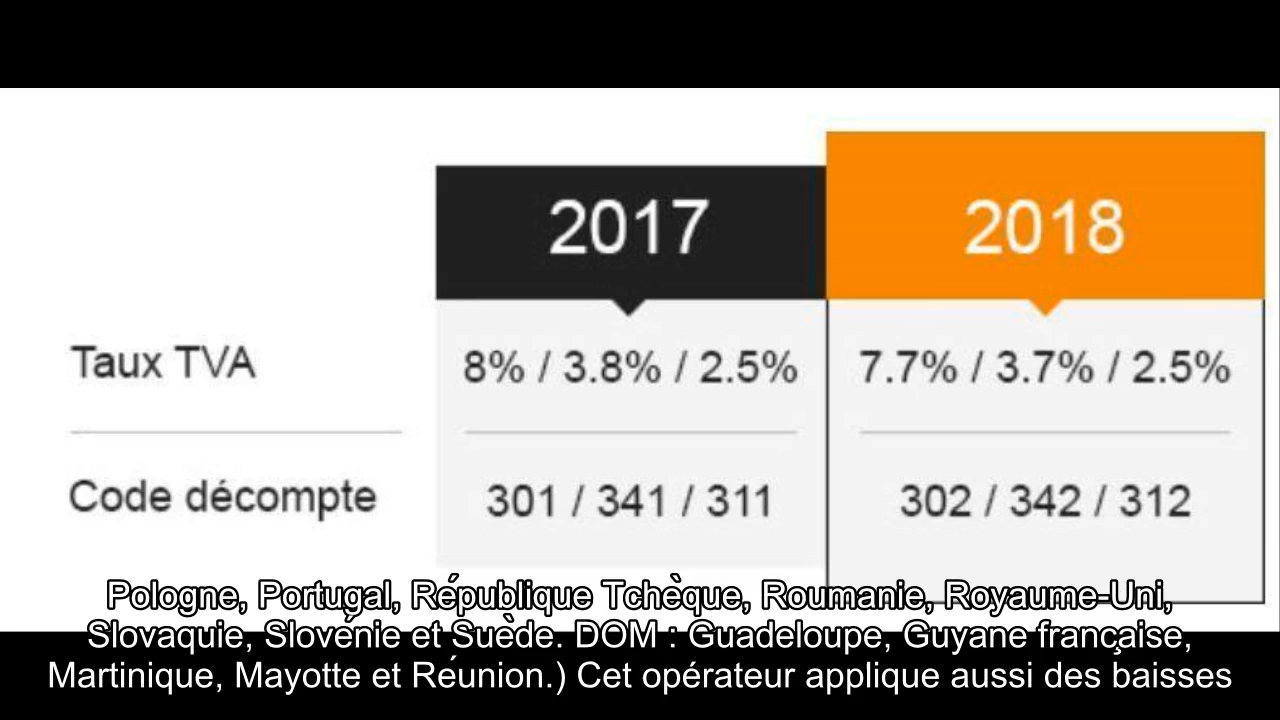 2017 2018
Taux TVA 8% / 3.8% / 2.5% 7.7% / 3.7% / 2.5%
Code décompte 301 / 341 / 311 302 / 342 / 312
Pologne, Portugal, République Tchèque, Roumanie, Royaume-Uni,
Slovaquie, Slovénie et Suède. DOM : Guadeloupe, Guyane française,
Martinique, Mayotte et Réunion.) Cet opérateur applique aussi des baisses